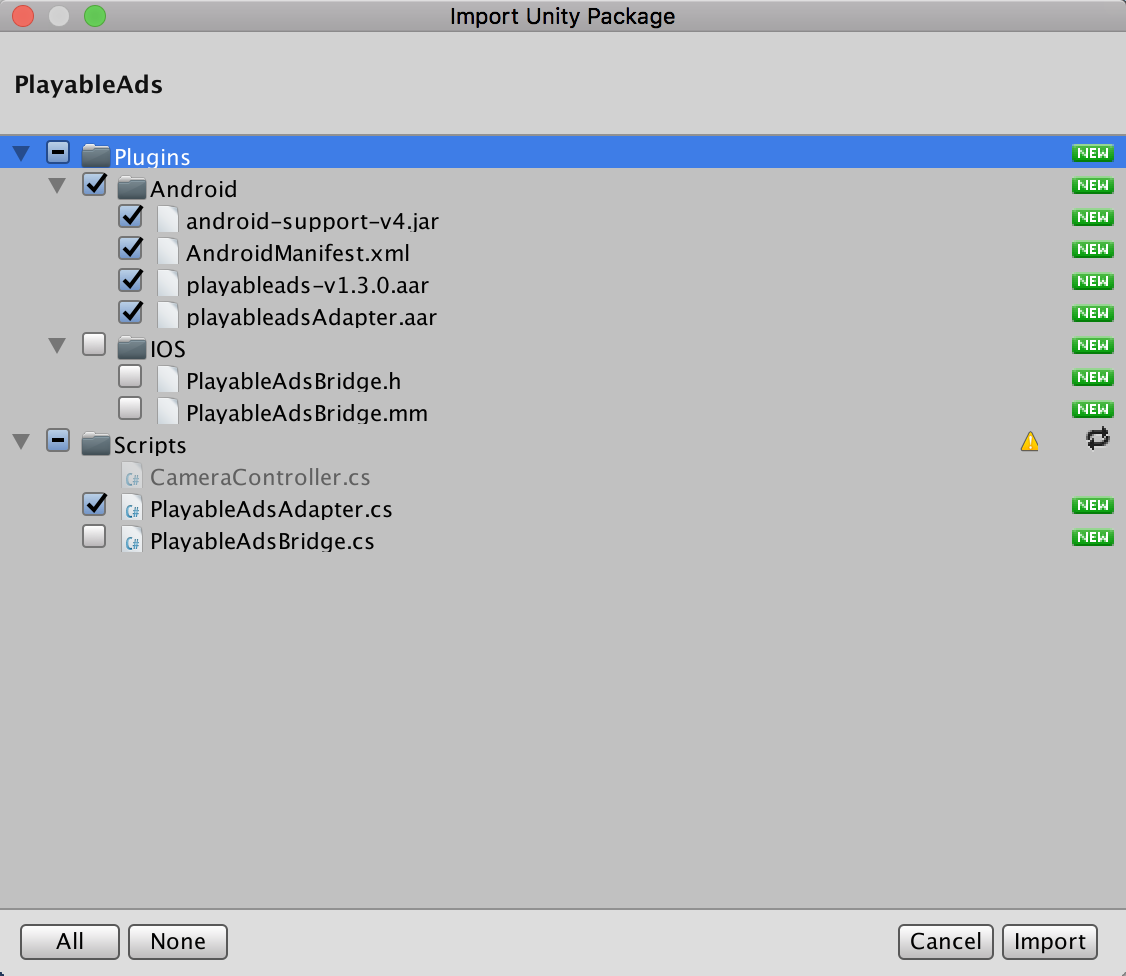 Import Unity Package
PlayableAds
Plugins NEW
Android NEW
android-support-v4.jar NEW
AndroidManifest.xml NEW
playableads-v1.3.0.aar NEW
playableadsAdapter.aar NEW
IOS NEW
PlayableAdsBridge.h NEW
PlayableAdsBridge.mm NEW
Scripts
C# CameraController.cs
C# PlayableAdsAdapter.cs NEW
C# PlayableAdsBridge.cs NEW
All None Cancel Import